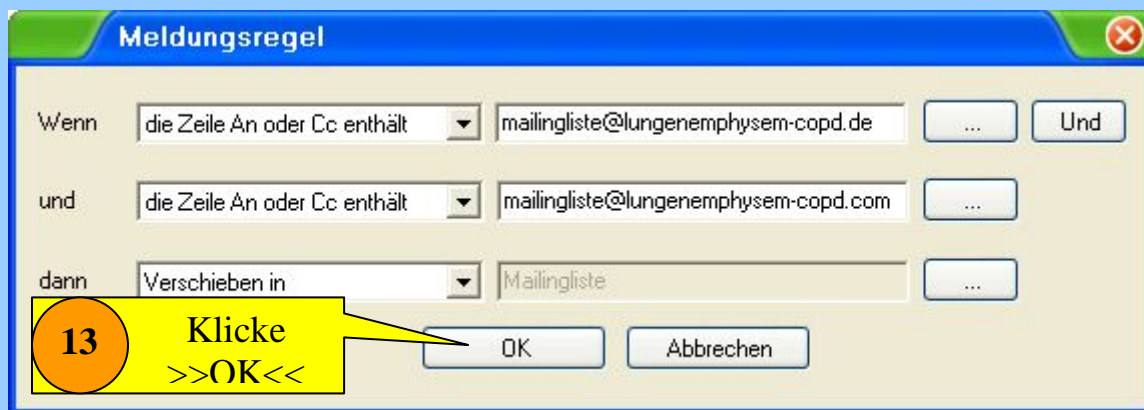 Meldungsregel
Wenn die Zeile An oder Cc enthält mailingliste@lungenemphysem-copd.de ... Und
und die Zeile An oder Cc enthält mailingliste@lungenemphysem-copd.com ...
dann Verschieben in Mailingliste ...
13 Klicke
>>OK<<
OK Abbrechen